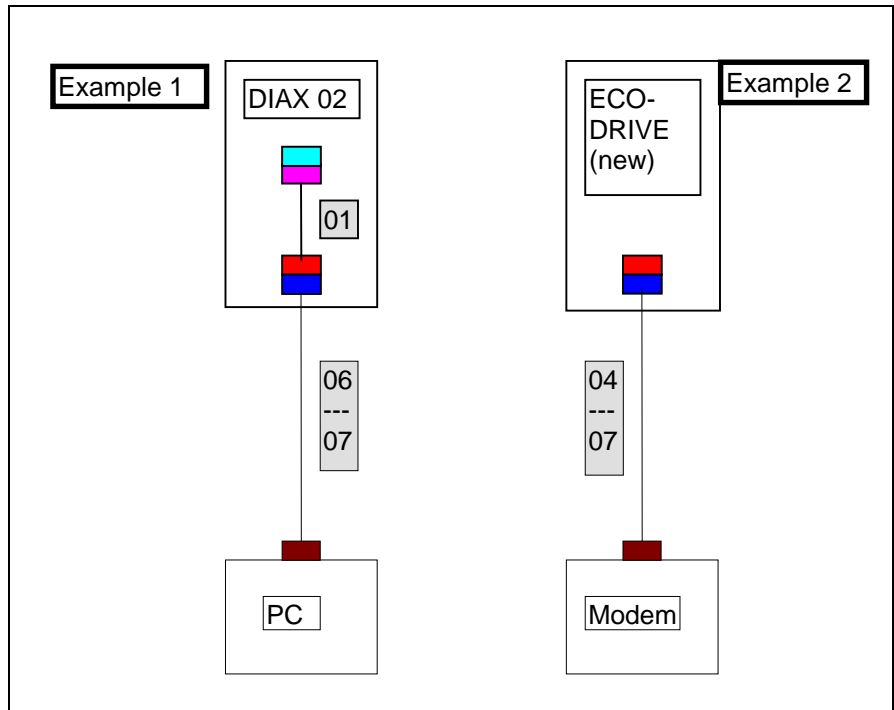 Example 1
DIAX 02
01
06
---
07
PC
ECO-
DRIVE
(new)
Example 2
04
---
07
Modem